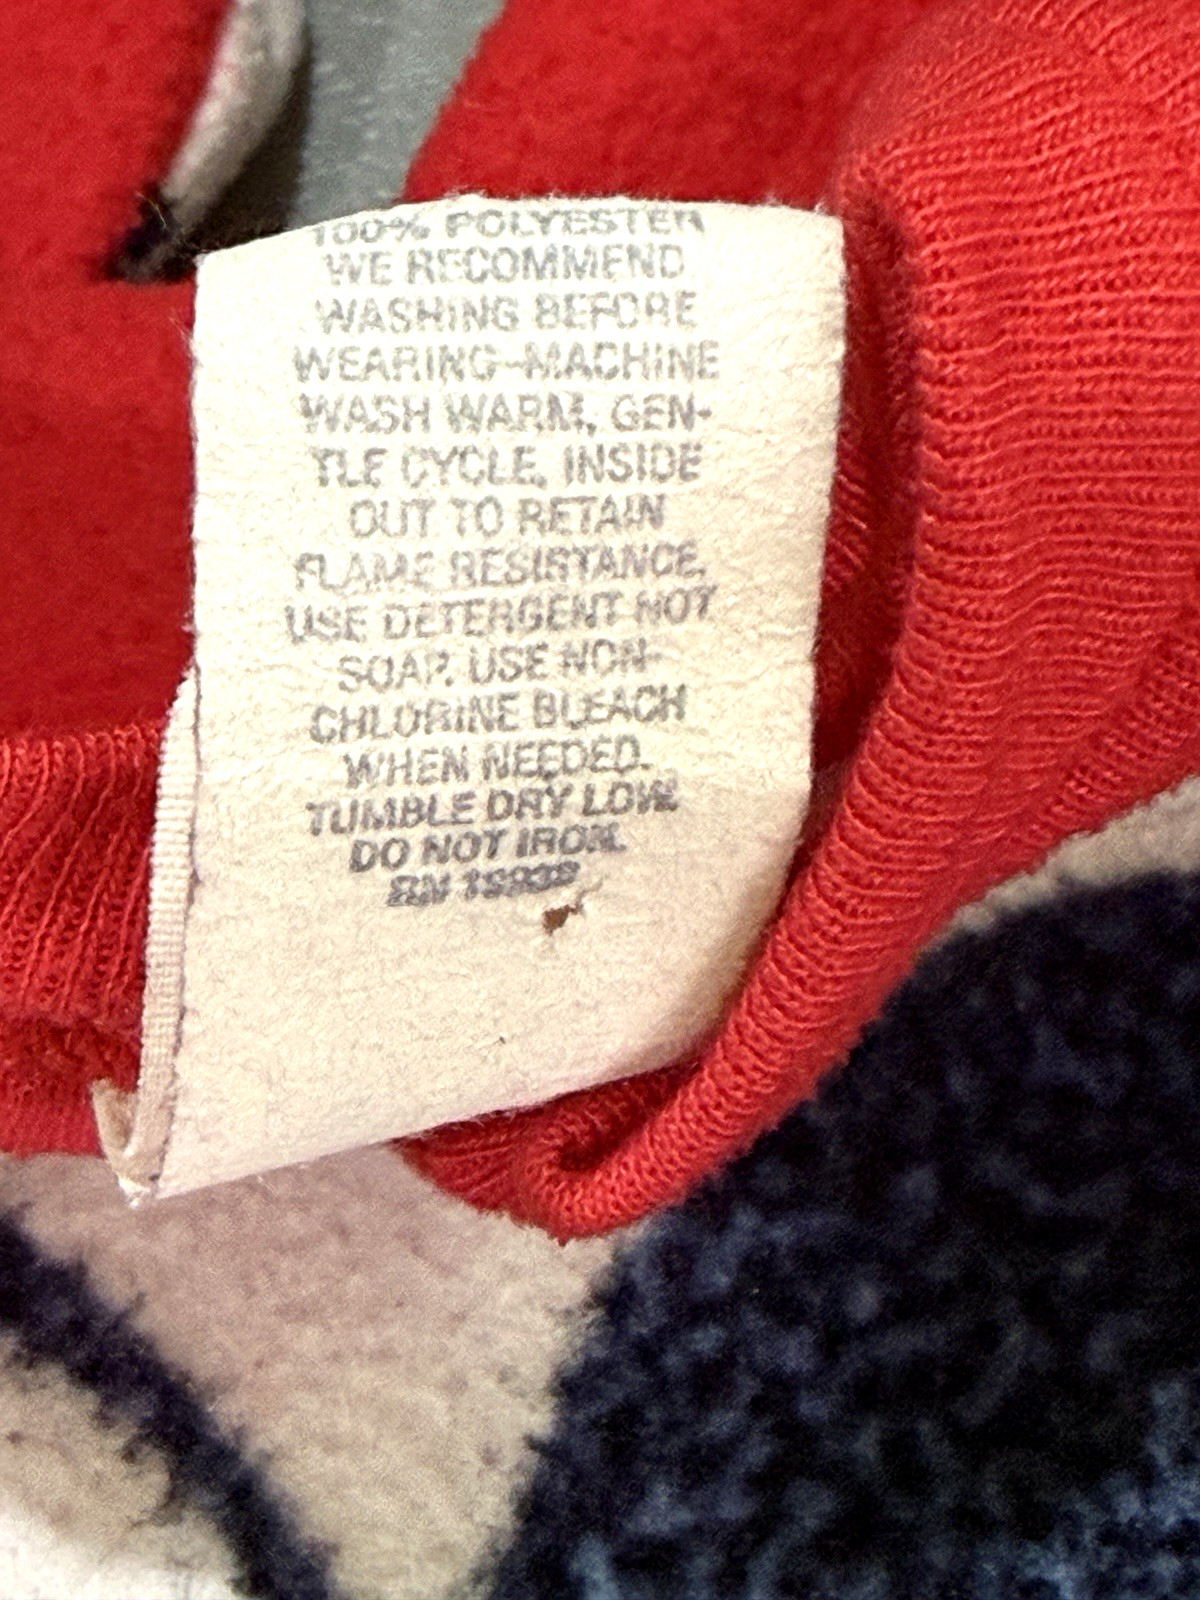 100% POLYESTER
WE RECOMMEND
WASHING BEFORE
WEARING-MACHINE
WASH WARM, GEN-
TLE CYCLE, INSIDE
OUT TO RETAIN
FLAME RESISTANCE.
USE DETERGENT NOT
SOAP. USE NON-
CHLORINE BLEACH
WHEN NEEDED.
TUMBLE DRY LOW.
DO NOT IRON.
RN